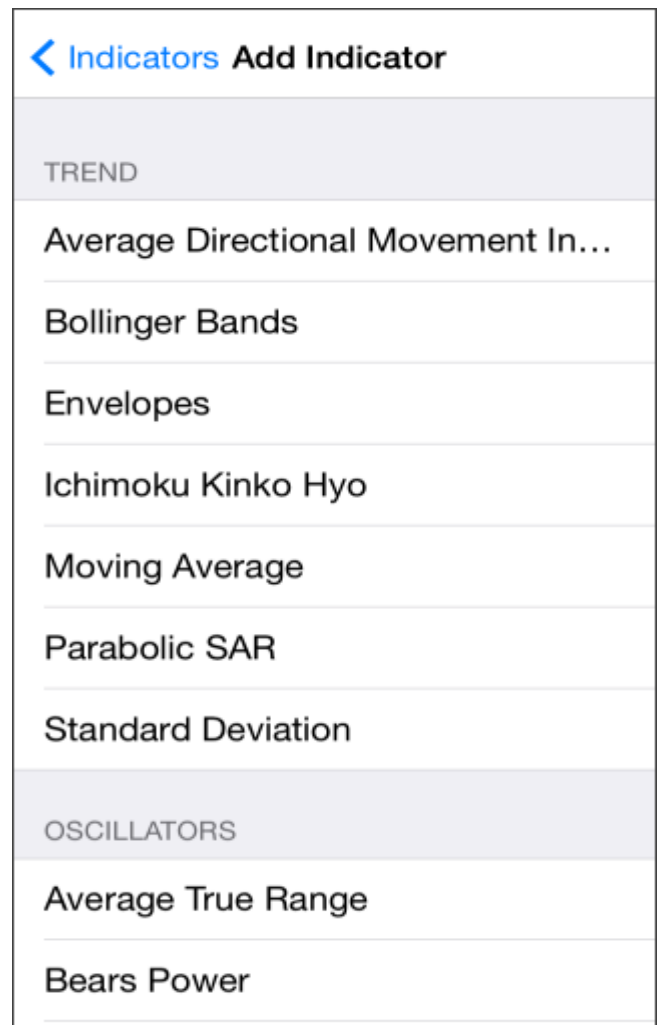 Indicators Add Indicator
TREND
Average Directional Movement In...
Bollinger Bands
Envelopes
Ichimoku Kinko Hyo
Moving Average
Parabolic SAR
Standard Deviation
OSCILLATORS
Average True Range
Bears Power